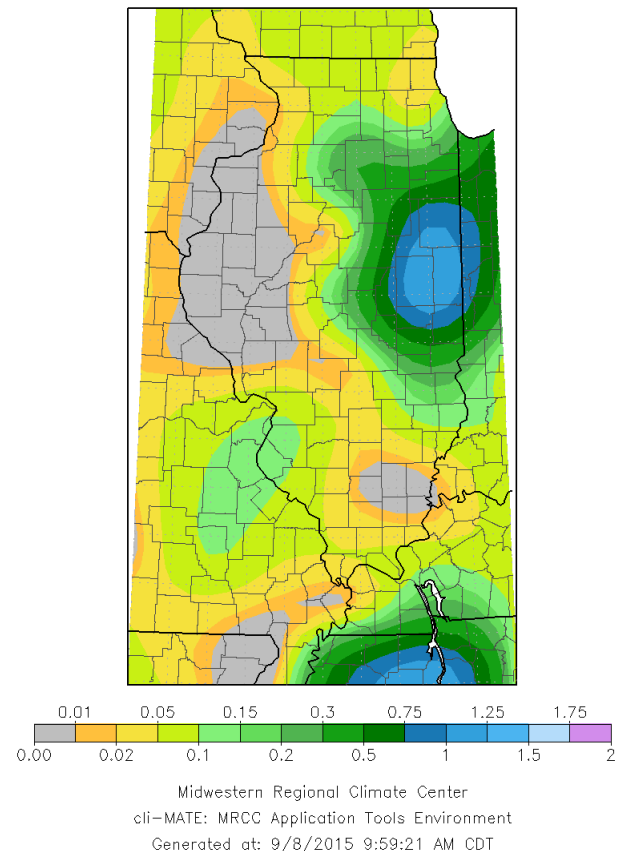 0.01 0.05 0.15 0.3 0.75 1.25 1.75
0.00 0.02 0.1 0.2 0.5 1 1.5 2
Midwestern Regional Climate Center
cli-MATE: MRCC Application Tools Environment
Generated at: 9/8/2015 9:59:21 AM CDT